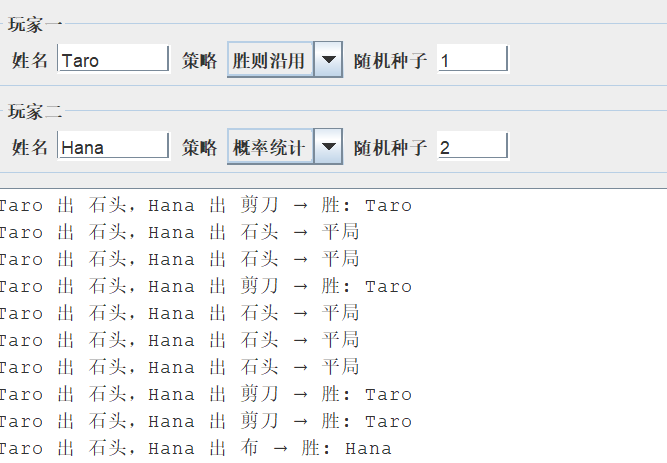 玩家一
姓名 Taro 策略 胜则沿用 随机种子 1
玩家二
姓名 Hana 策略 概率统计 随机种子 2
Taro 出 石头，Hana 出 剪刀 → 胜: Taro
Taro 出 石头，Hana 出 石头 → 平局
Taro 出 石头，Hana 出 石头 → 平局
Taro 出 石头，Hana 出 剪刀 → 胜: Taro
Taro 出 石头，Hana 出 石头 → 平局
Taro 出 石头，Hana 出 石头 → 平局
Taro 出 石头，Hana 出 石头 → 平局
Taro 出 石头，Hana 出 剪刀 → 胜: Taro
Taro 出 石头，Hana 出 剪刀 → 胜: Taro
Taro 出 石头，Hana 出 布 → 胜: Hana